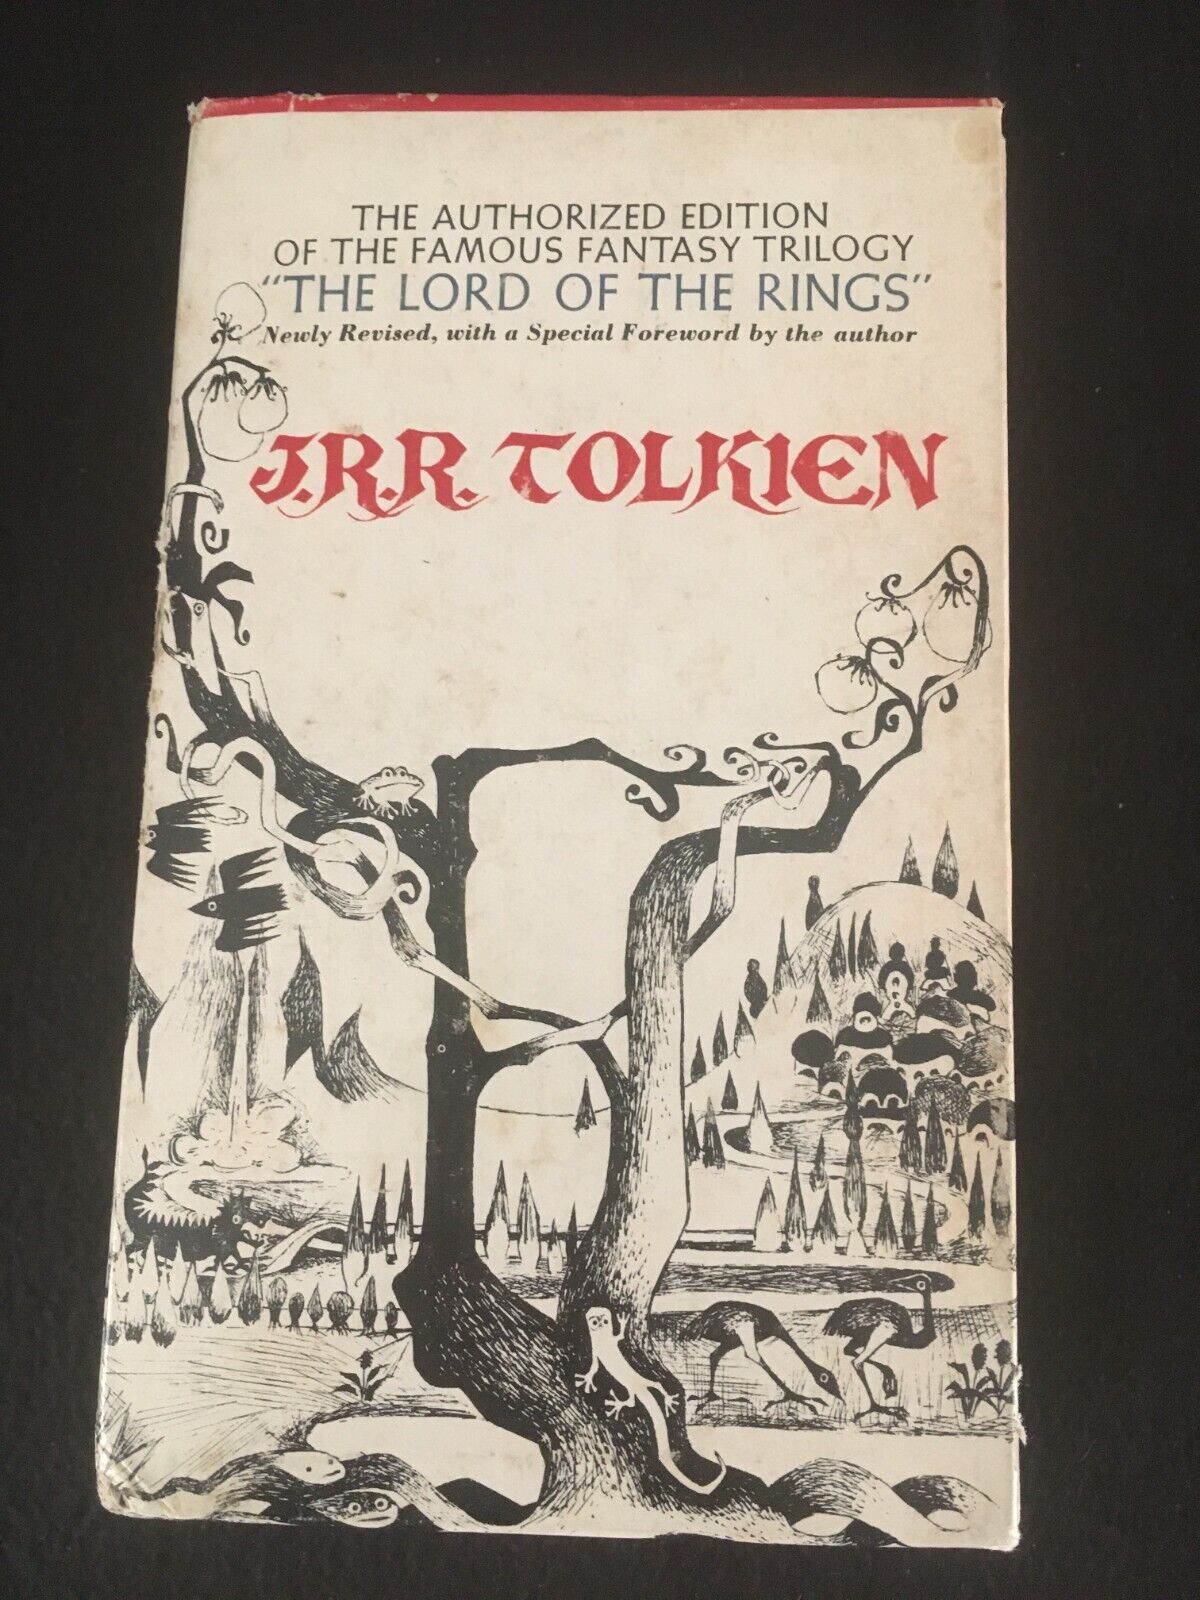 THE AUTHORIZED EDITION
OF THE FAMOUS FANTASY TRILOGY
"THE LORD OF THE RINGS"
Newly Revised, with a Special Foreword by the author
J.R.R. TOLKIEN